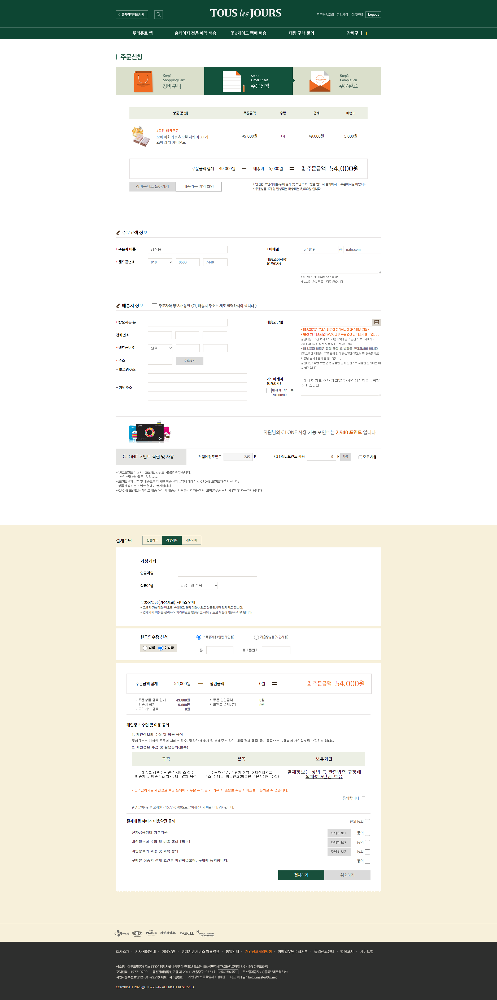 홈페이지 바로가기
TOUS les JOURS
주문배송조회 문의사항 이용안내 Logout
뚜레쥬르 앱 홈페이지 전용 예약 배송 꽃&케이크 택배 배송 대량 구매 문의 장바구니 1
주문신청
Step1.
Shopping Cart
장바구니
Step2
Order Cheet
주문신청
Step3
Completion
주문완료
상품[옵션] 주문금액 수량 합계 배송비
2일전 예약주문
오해피한라봉&오렌지케이크+라
즈베리 웨이퍼샌드
49,000원 1개 49,000원 5,000원
주문금액 합계 49,000원 + 배송비 5,000원 = 총 주문금액 54,000원
장바구니로 돌아가기 배송가능 지역 확인
* 안전한 보안거래를 위해 결제 및 보안프로그램을 반드시 설치하시고 주문하시길 바랍니다.
* 주문상품 1개 당 발생되는 배송비는 5,000원 입니다.
주문고객 정보
* 주문자 이름 장진용
* 이메일 er1819 @ nate.com
* 핸드폰번호 010 - 8583 - 7440
배송요청사항
(0/50자)
* 필요하신 초 개수를 남겨주세요.
배송시간 요청은 접수되지 않습니다.
배송지 정보 주문자와 정보가 동일 (단, 배송지 주소는 새로 입력하셔야 합니다.)
* 받으시는 분
전화번호 - -
* 핸드폰번호 선택 - -
* 주소 주소찾기
- 도로명주소
- 지번주소
배송희망일
* 배송제품은 월요일 배송이 불가합니다.(당일배송 제외)
* 변경 및 취소시간 해당시간 이후는 변경 및 취소가 불가합니다.
당일배송 : 오전 11시까지 / 1일예약배송 : 1일전 오후 5시까지 /
2일예약배송 : 2일전 오후 5시 이전까지 가능
* 배송일자 입력은 달력 클릭 후 날짜를 선택하셔야 합니다.
1일, 2일 예약배송 : 주말 포함 법적 공휴일과 월요일 및 배송불가로
지정된 일자에는 배송 불가합니다.
당일배송 : 주말 포함 법적 공휴일 및 배송불가로 지정된 일자에는 배
송 불가합니다.
카드메세지
(0/60자)
메세지 카드 추
가(800원)
메세지 카드 추가 '체크'를 하시면 메시지를 입력할
수 있습니다.
회원님의 CJ ONE 사용 가능 포인트는 2,940 포인트 입니다
CJ ONE 포인트 적립 및 사용 적립예정포인트 245 P CJ ONE 포인트 사용 0 P 사용 모두 사용
- 1,000포인트 이상시 10포인트 단위로 사용할 수 있습니다.
- 1포인트당 환산액은 1원입니다.
- 포인트 결제금액 및 배송료를 제외한 최종 결제금액에 대해서만 CJ ONE 포인트가 적립됩니다.
- 상품 배송비는 포인트 결제가 불가합니다.
- CJ ONE 포인트는 케이크 배송 신청 시 배송일 기준 3일 후 자동적립, 모바일쿠폰 구매 시 3일 후 자동적립 됩니다.
결제수단 신용카드 가상계좌 계좌이체
가상계좌
입금자명
입금은행 입금은행 선택
무통장입금(가상계좌) 서비스 안내
- 고유한 가상계좌 번호를 부여하고 해당 계좌번호로 입금하시면 결제완료 됩니다.
- 결제하기 버튼을 클릭하여 계좌번호를 발급받고 해당 번호로 무통장 입금하시면 됩니다.
현금영수증 신청 소득공제용(일반 개인용) 지출증빙용(사업자용)
발급 미발급 이름 휴대폰번호
주문금액 합계 54,000원 - 할인금액 0원 = 총 주문금액 54,000원
ㄴ 주문상품 금액 합계 49,000원 ㄴ 쿠폰 할인금액 0원
ㄴ 배송비 합계 5,000원 ㄴ 포인트 결제금액 0원
ㄴ 축하카드 금액 0원
개인정보 수집 및 이용 동의
1. 개인정보의 수집 및 이용 목적
뚜레쥬르는 원활한 주문과 서비스 접수, 정확한 배송자 및 배송주소 확인, 대금 결제 목적 등의 목적으로 고객님의 개인정보를 수집하려 합니다.
2. 개인정보 수집 및 활용동의(필수)
목적 항목 보유기간
뚜레쥬르 상품주문 관련 서비스 접수
배송자 및 배송주소 확인, 대금결제 목적
주문자 성명, 수령자 성명, 휴대전화번호
주소, 이메일, 비밀번호(비회원 주문시에만 수집)
결제정보는 상법 등 관련법령 규정에
의하여 5년간 보유
* 고객님께서는 개인정보 수집 동의에 거부할 수 있으며, 거부 시 쇼핑몰 주문 서비스를 이용하실 수 없습니다.
동의합니다
관련 문의사항은 고객센터 1577-0700으로 문의해주시기 바랍니다. 감사합니다.
결제대행 서비스 이용약관 동의 전체 동의
전자금융거래 기본약관 자세히보기 동의
개인정보의 수집 및 이용 동의 [필수] 자세히보기 동의
개인정보의 제공 및 위탁 동의 자세히보기 동의
구매할 상품의 결제 조건을 확인하였으며, 구매에 동의합니다. 동의
결제하기 취소하기
CJ 푸드빌 VIPS THE PLACE 제일제면소 n·GRILL N SEOUL TOWER
회사소개 기사 채용안내 이용약관 위치기반서비스 이용약관 창업안내 개인정보처리방침 이메일무단수집거부 윤리신고센터 법적고지 사이트맵
상호명 : CJ푸드빌(주) 주소:(우)04555 서울시 중구 마른내로34(초동 106-9번지) KT&G을지로타워 3,9-11층 CJ푸드빌㈜
고객센터 : 1577-0700 통신판매업종신고증 제 2011-서울중구-0771호 사업자정보확인 호스팅제공자 : CJ올리브네트웍스㈜
사업자등록번호:312-81-42519 대표이사 : 김찬호 개인정보보호책임자 : 김재완 대표 이메일 : help_master@cj.net
COPYRIGHT 2023©CJ Foodville ALL RIGHT RESERVED.